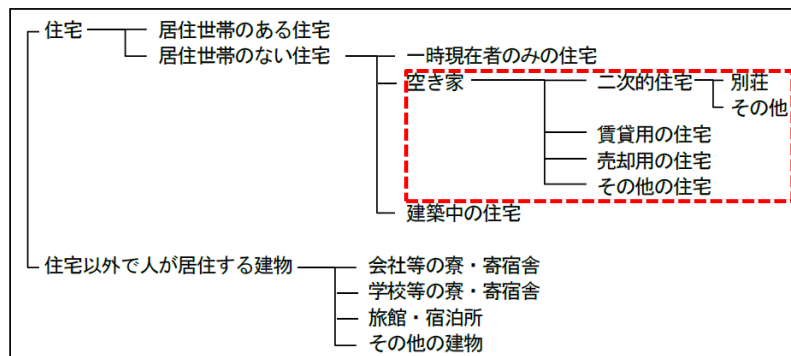 住宅 居住世帯のある住宅
居住世帯のない住宅 一時現在者のみの住宅
空き家 二次的住宅 別荘
その他
賃貸用の住宅
売却用の住宅
その他の住宅
建築中の住宅
住宅以外で人が居住する建物 会社等の寮・寄宿舎
学校等の寮・寄宿舎
旅館・宿泊所
その他の建物